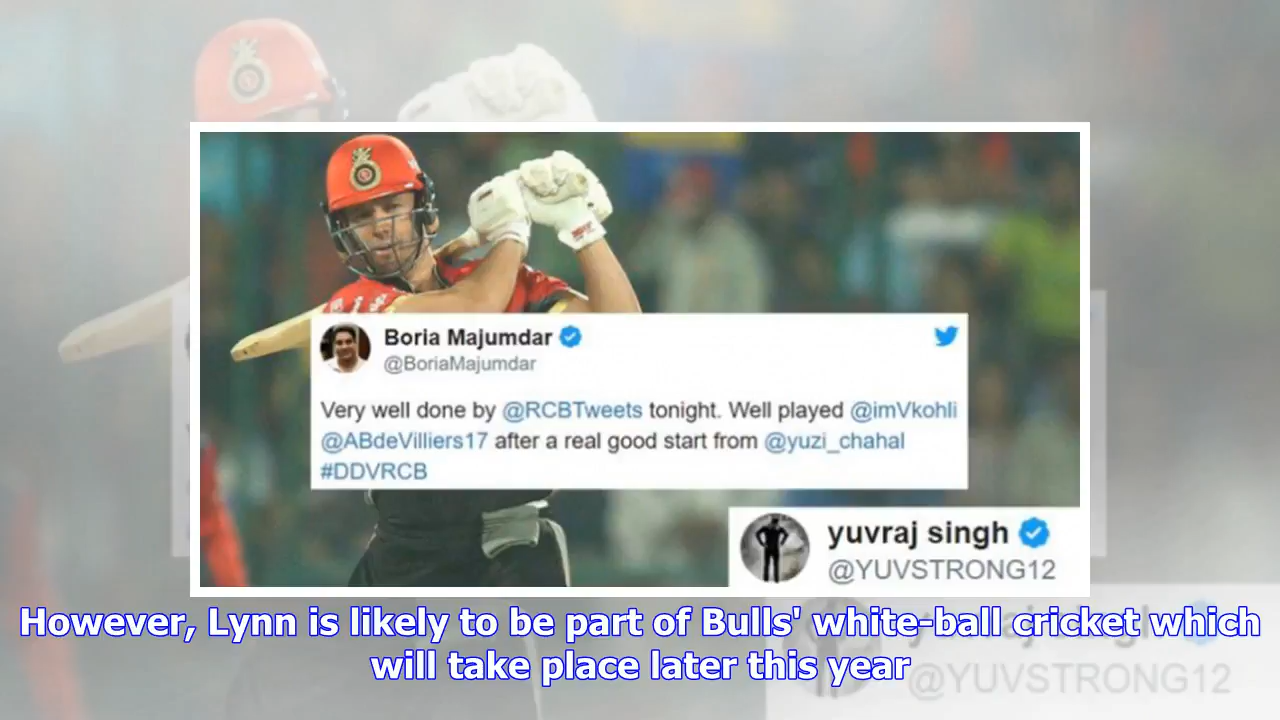 Boria Majumdar
@BoriaMajumdar
Very well done by @RCBTweets tonight. Well played @imVkohli
@ABdeVilliers17 after a real good start from @yuzi_chahal
#DDVRCB
yuvraj singh
@YUVSTRONG12
However, Lynn is likely to be part of Bulls' white-ball cricket which
will take place later this year
@YUVSTRONG12